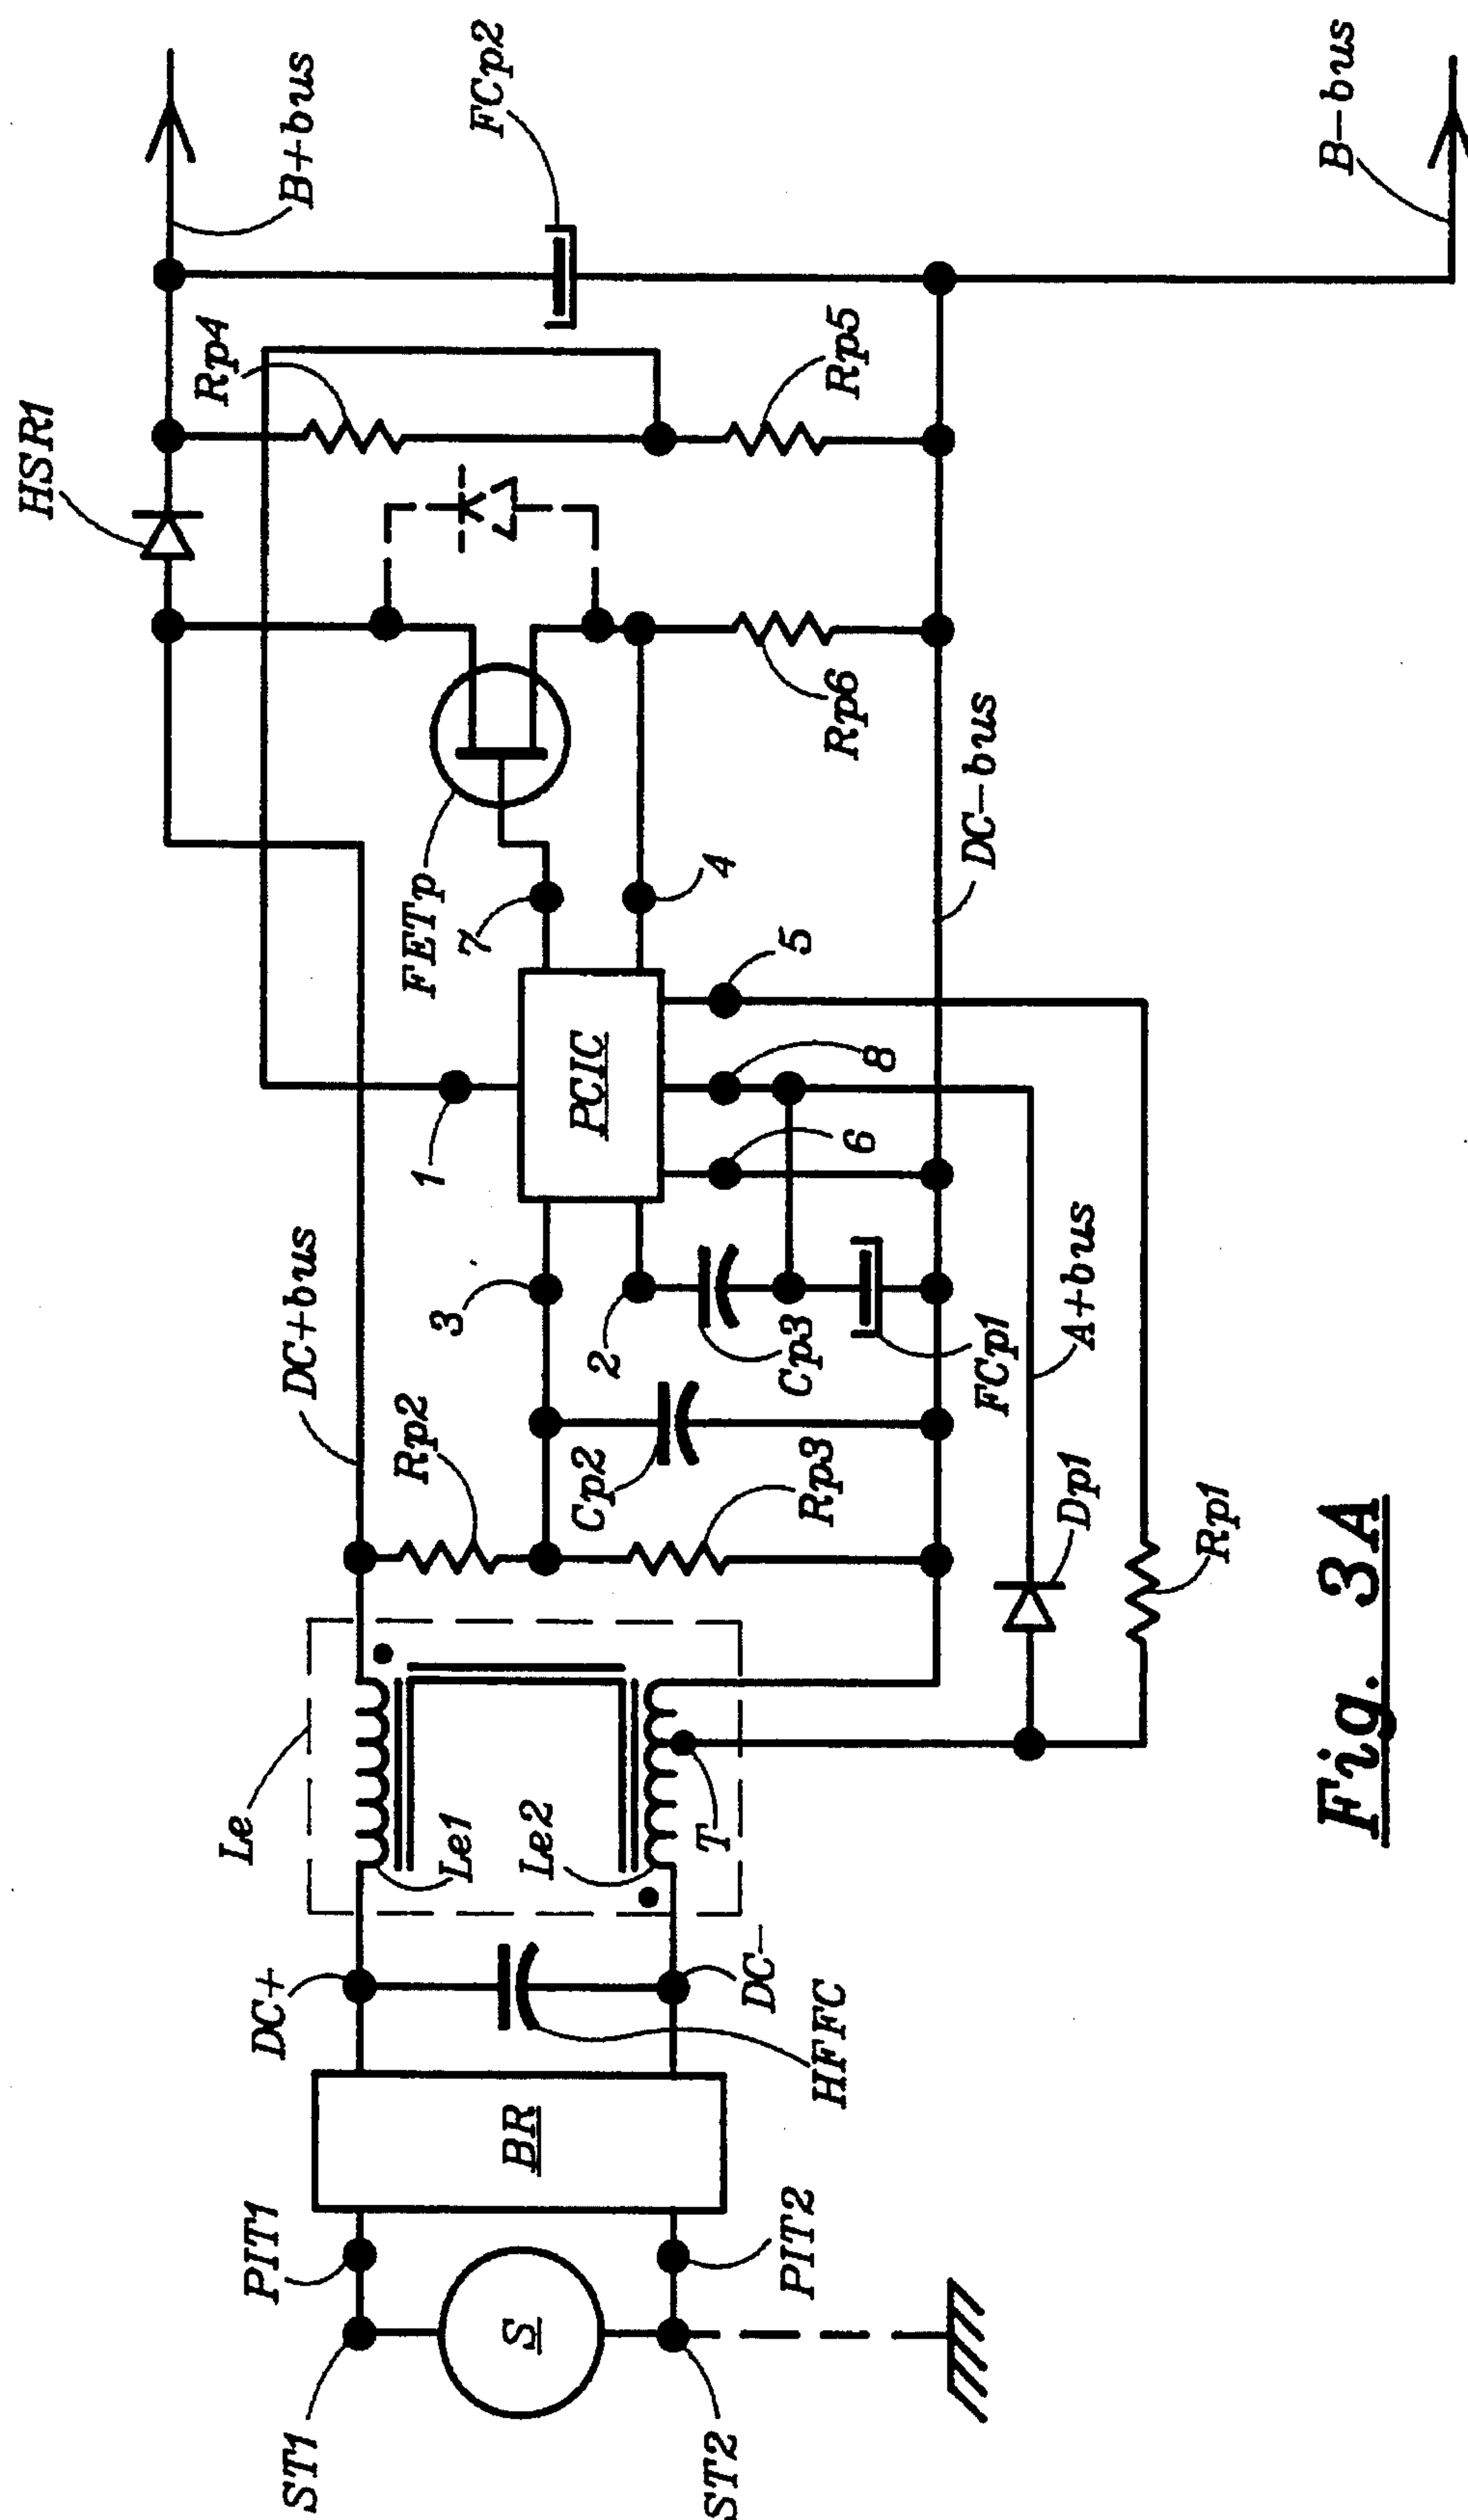 HSR1
B+bus
Rp4
FCp2
DC+bus
FETp
Rp5
B-bus
ST1
PIT1
DC+
Le
Rp2
3
1
7
4
Le1
Le2
2
PCIC
Rp6
S
BR
Cp2
Cp3
6
8
5
T
Rp3
DC-
HFFC
PIT2
ST2
FCp1
DC-bus
Dp1
A+bus
Rp1
Fig. 3A